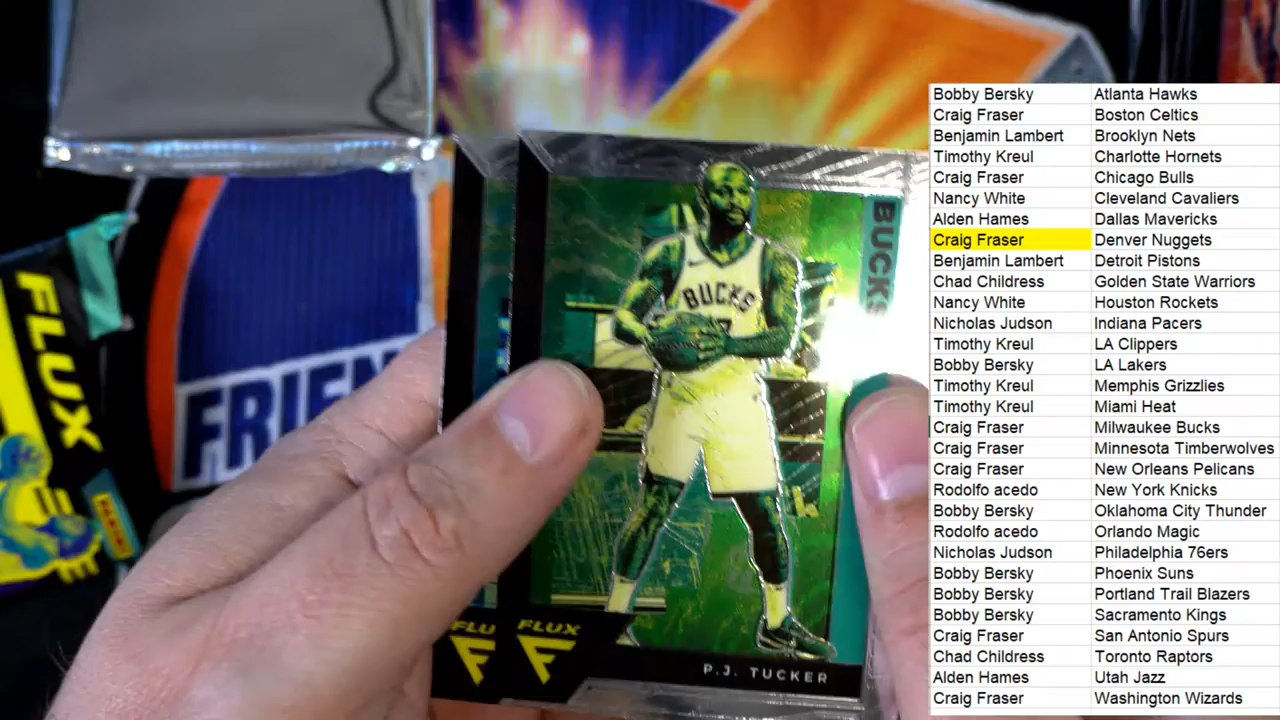 FLUX
FRIEN
BUCKS
BUCKS
FLU
FLUX
P.J. TUCKER
Bobby Bersky Atlanta Hawks
Craig Fraser Boston Celtics
Benjamin Lambert Brooklyn Nets
Timothy Kreul Charlotte Hornets
Craig Fraser Chicago Bulls
Nancy White Cleveland Cavaliers
Alden Hames Dallas Mavericks
Craig Fraser Denver Nuggets
Benjamin Lambert Detroit Pistons
Chad Childress Golden State Warriors
Nancy White Houston Rockets
Nicholas Judson Indiana Pacers
Timothy Kreul LA Clippers
Bobby Bersky LA Lakers
Timothy Kreul Memphis Grizzlies
Timothy Kreul Miami Heat
Craig Fraser Milwaukee Bucks
Craig Fraser Minnesota Timberwolves
Craig Fraser New Orleans Pelicans
Rodolfo acedo New York Knicks
Bobby Bersky Oklahoma City Thunder
Rodolfo acedo Orlando Magic
Nicholas Judson Philadelphia 76ers
Bobby Bersky Phoenix Suns
Bobby Bersky Portland Trail Blazers
Bobby Bersky Sacramento Kings
Craig Fraser San Antonio Spurs
Chad Childress Toronto Raptors
Alden Hames Utah Jazz
Craig Fraser Washington Wizards